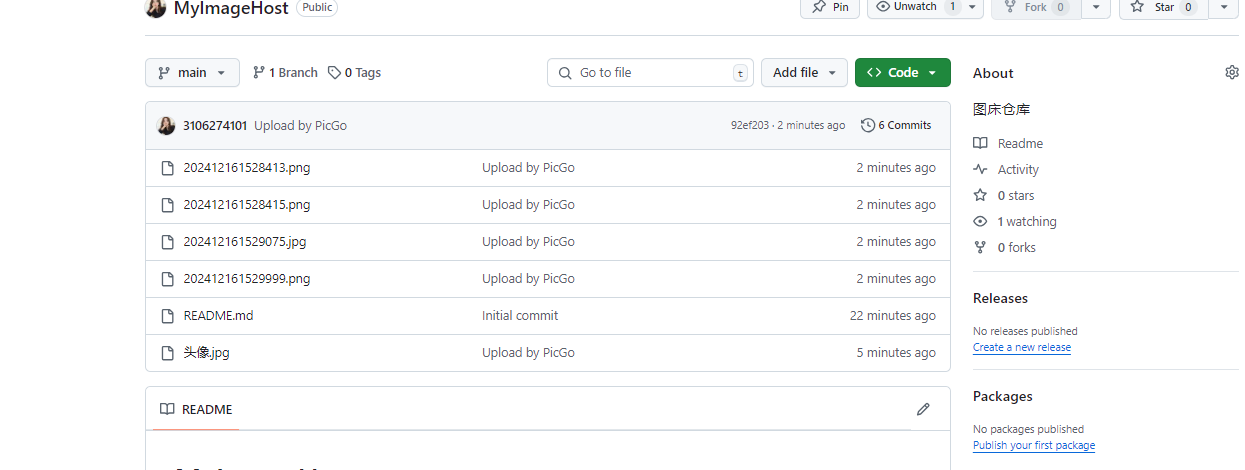 MyImageHost Public
Pin Unwatch 1 Fork 0 Star 0
main 1 Branch 0 Tags Go to file t Add file Code
About
图床仓库
3106274101 Upload by PicGo 92ef203 · 2 minutes ago 6 Commits
202412161528413.png Upload by PicGo 2 minutes ago
202412161528415.png Upload by PicGo 2 minutes ago
202412161529075.jpg Upload by PicGo 2 minutes ago
202412161529999.png Upload by PicGo 2 minutes ago
README.md Initial commit 22 minutes ago
头像.jpg Upload by PicGo 5 minutes ago
README
Readme
Activity
0 stars
1 watching
0 forks
Releases
No releases published
Create a new release
Packages
No packages published
Publish your first package